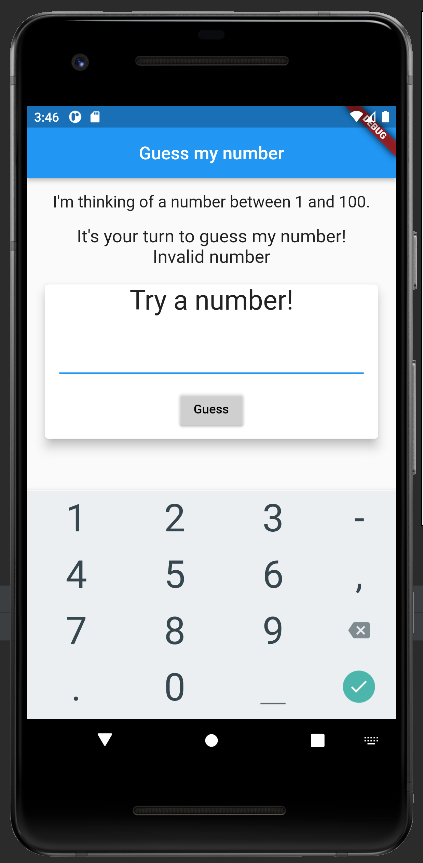 3:46
DEBUG
Guess my number
I'm thinking of a number between 1 and 100.
It's your turn to guess my number!
Invalid number
Try a number!
Guess
1 2 3 -
4 5 6 ,
7 8 9
. 0 _